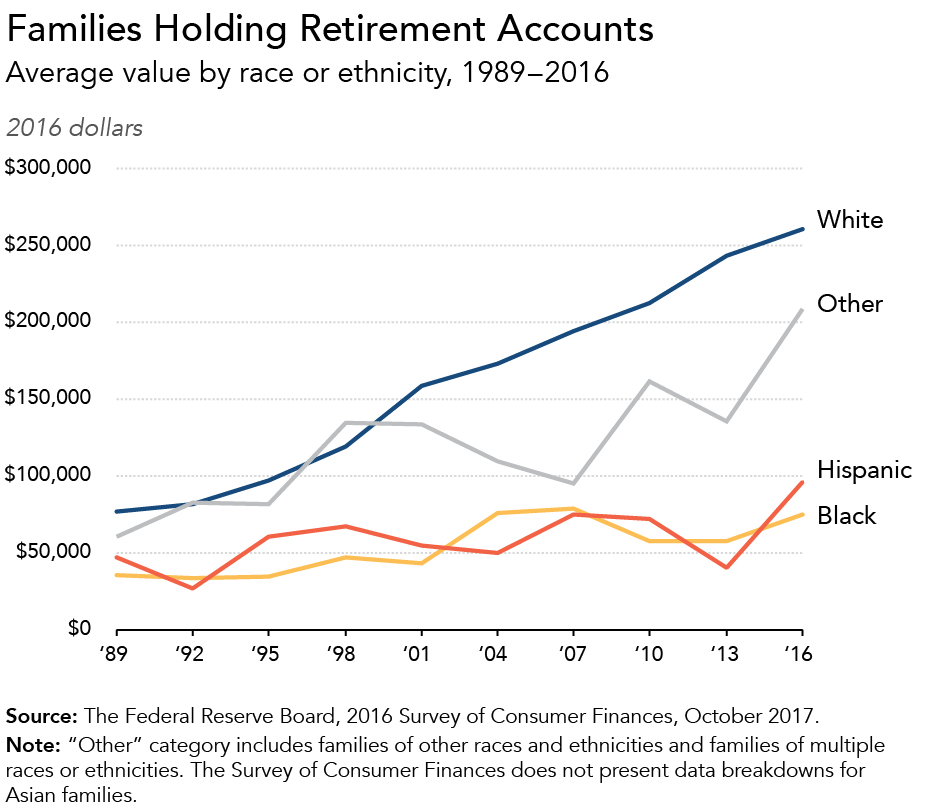 Families Holding Retirement Accounts
Average value by race or ethnicity, 1989–2016
2016 dollars
$300,000
$250,000
$200,000
$150,000
$100,000
$50,000
$0
White
Other
Hispanic
Black
‘89 ‘92 ‘95 ‘98 ‘01 ‘04 ‘07 ‘10 ‘13 ‘16
Source: The Federal Reserve Board, 2016 Survey of Consumer Finances, October 2017.
Note: “Other” category includes families of other races and ethnicities and families of multiple
races or ethnicities. The Survey of Consumer Finances does not present data breakdowns for
Asian families.